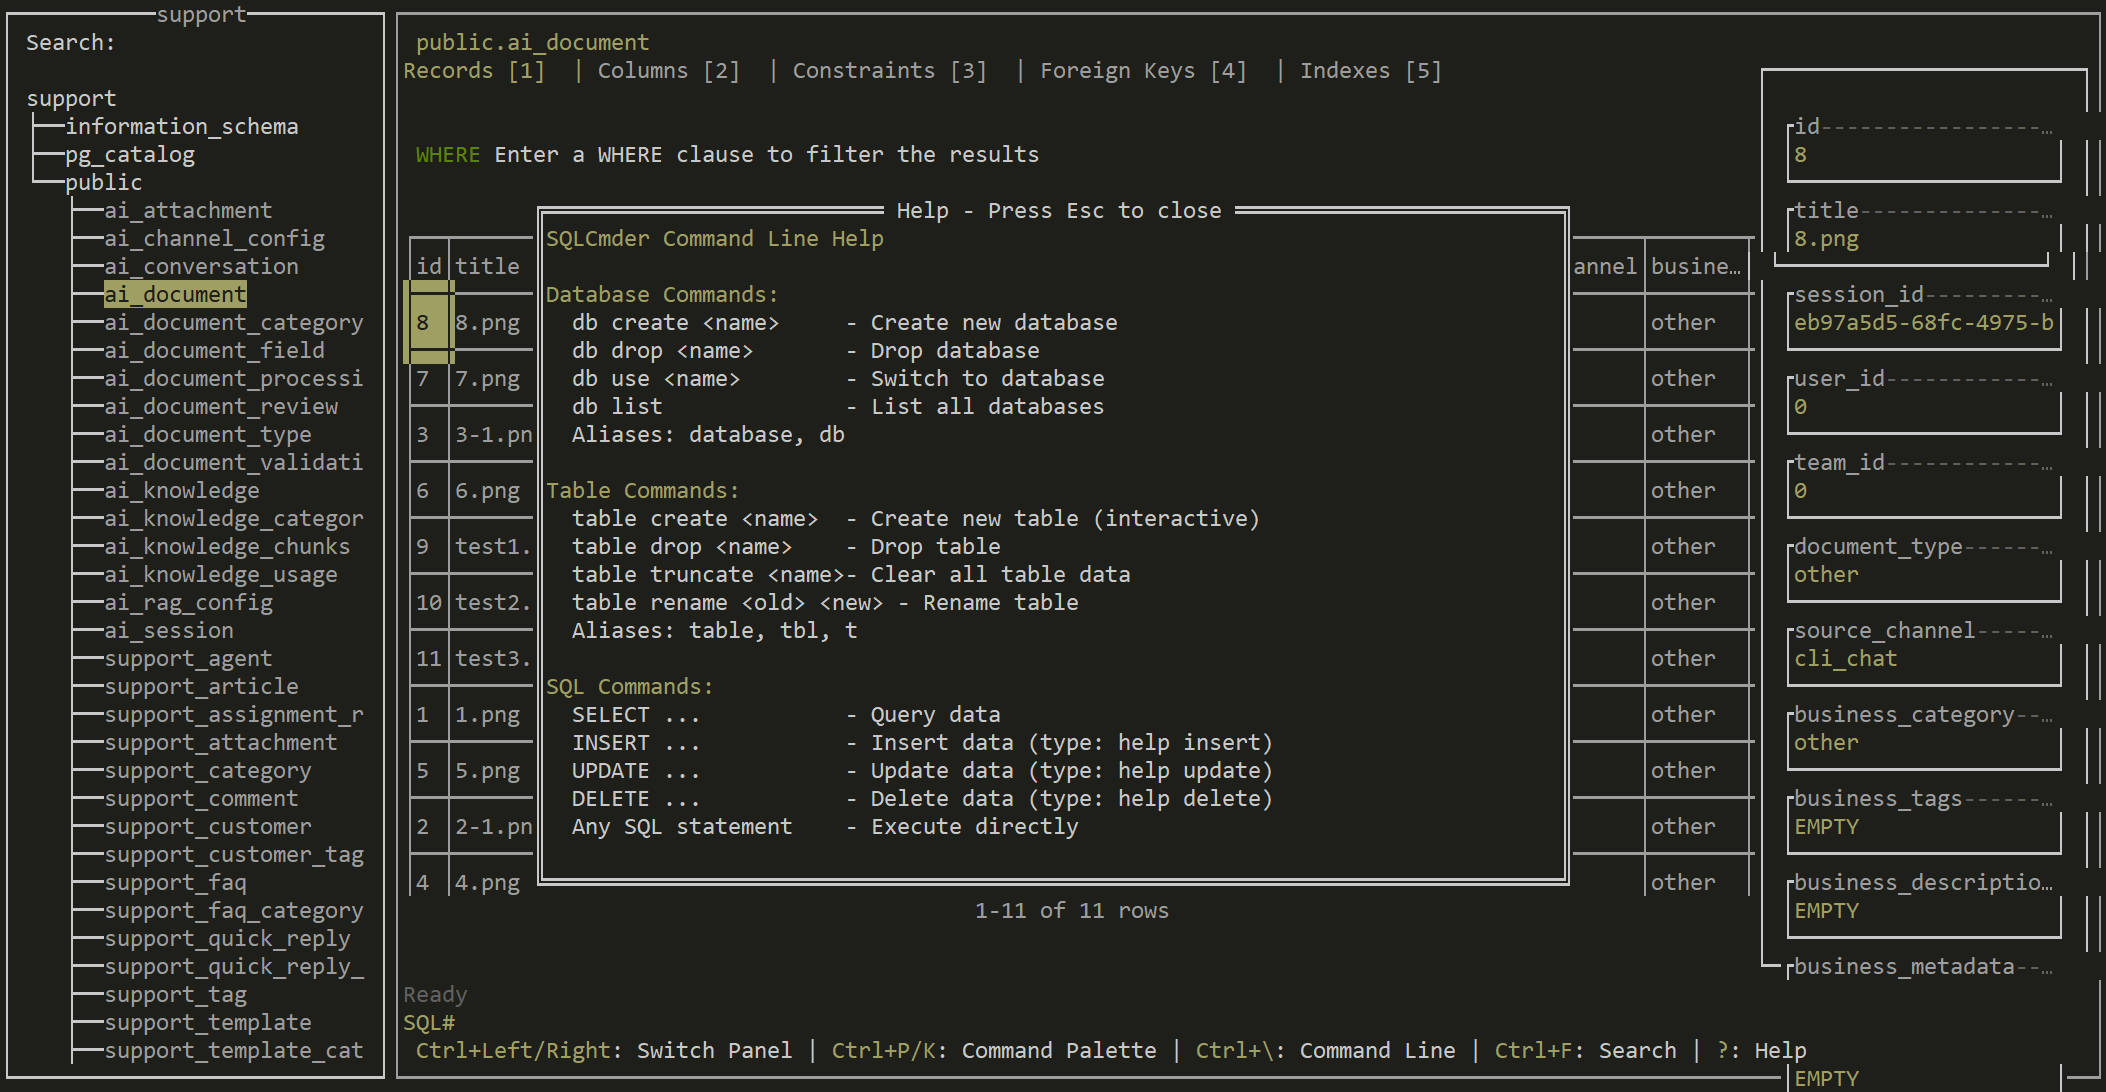 support
Search:
support
information_schema
pg_catalog
public
ai_attachment
ai_channel_config
ai_conversation
ai_document
ai_document_category
ai_document_field
ai_document_processi
ai_document_review
ai_document_type
ai_document_validati
ai_knowledge
ai_knowledge_categor
ai_knowledge_chunks
ai_knowledge_usage
ai_rag_config
ai_session
support_agent
support_article
support_assignment_r
support_attachment
support_category
support_comment
support_customer
support_customer_tag
support_faq
support_faq_category
support_quick_reply
support_quick_reply_
support_tag
support_template
support_template_cat
public.ai_document
Records [1] | Columns [2] | Constraints [3] | Foreign Keys [4] | Indexes [5]
WHERE Enter a WHERE clause to filter the results
id title
8 8.png
7 7.png
3 3-1.pn
6 6.png
9 test1.
10 test2.
11 test3.
1 1.png
5 5.png
2 2-1.pn
4 4.png
Help - Press Esc to close
SQLCmder Command Line Help
Database Commands:
db create <name> - Create new database
db drop <name> - Drop database
db use <name> - Switch to database
db list - List all databases
Aliases: database, db
Table Commands:
table create <name> - Create new table (interactive)
table drop <name> - Drop table
table truncate <name>- Clear all table data
table rename <old> <new> - Rename table
Aliases: table, tbl, t
SQL Commands:
SELECT ... - Query data
INSERT ... - Insert data (type: help insert)
UPDATE ... - Update data (type: help update)
DELETE ... - Delete data (type: help delete)
Any SQL statement - Execute directly
annel busine…
other
other
other
other
other
other
other
other
other
other
other
1-11 of 11 rows
id----------------- …
8
title-------------- …
8.png
session_id--------- …
eb97a5d5-68fc-4975-b
user_id------------ …
0
team_id------------ …
0
document_type------ …
other
source_channel----- …
cli_chat
business_category-- …
other
business_tags------ …
EMPTY
business_descriptio…
EMPTY
business_metadata-- …
EMPTY
Ready
SQL#
Ctrl+Left/Right: Switch Panel | Ctrl+P/K: Command Palette | Ctrl+\: Command Line | Ctrl+F: Search | ?: Help